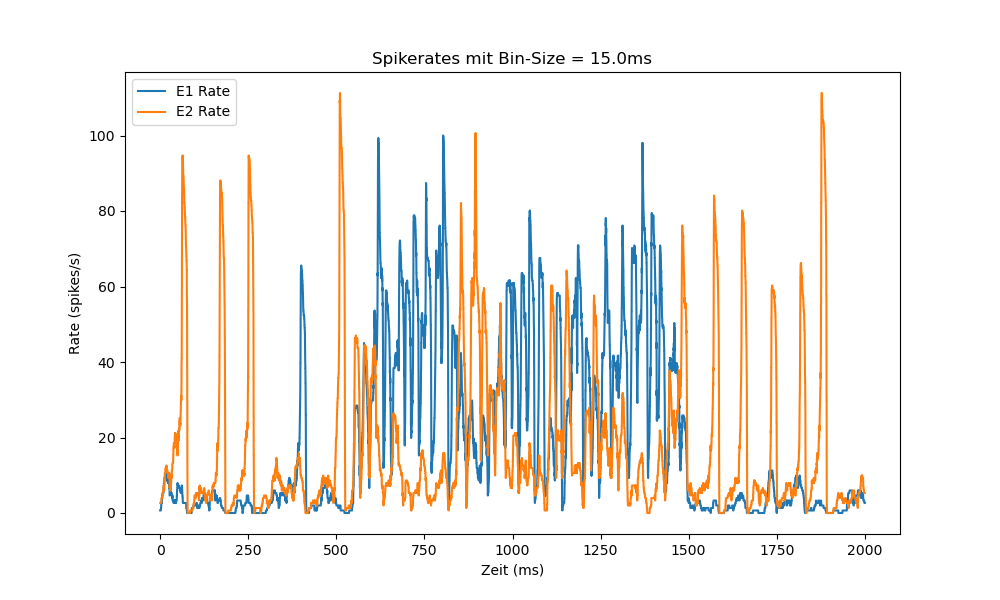 Spikerates mit Bin-Size = 15.0ms
E1 Rate
E2 Rate
Rate (spikes/s)
100
80
60
40
20
0
0 250 500 750 1000 1250 1500 1750 2000
Zeit (ms)